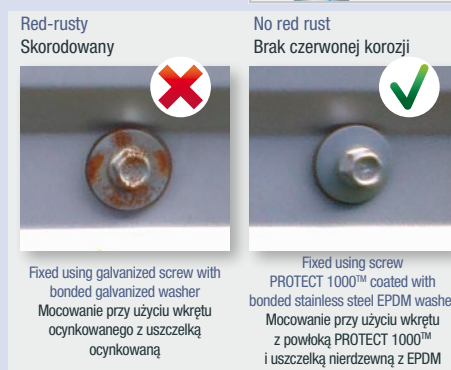 Red-rusty
Skorodowany
Fixed using galvanized screw with
bonded galvanized washer
Mocowanie przy użyciu wkrętu
ocynkowanego z uszczelką
ocynkowaną
No red rust
Brak czerwonej korozji
Fixed using screw
PROTECT 1000™ coated with
bonded stainless steel EPDM washe
Mocowanie przy użyciu wkrętu
z powłoką PROTECT 1000™
i uszczelką nierdzewną z EPDM